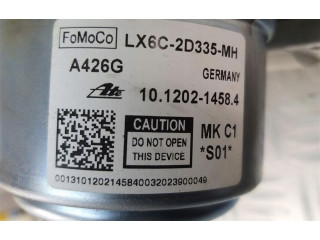 FoMoCo LX6C-2D335-MH
A426G GERMANY
Ate 10.1202-1458.4
CAUTION MK C1
DO NOT OPEN THIS DEVICE *S01*
00131012021458400320239000049